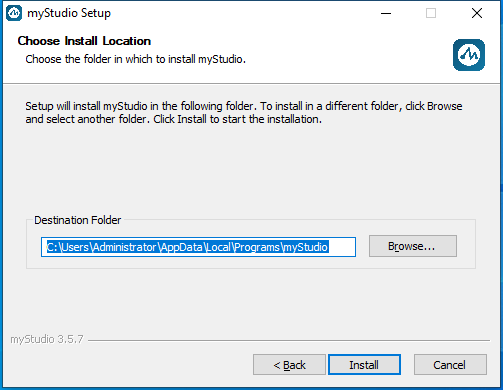 myStudio Setup
Choose Install Location
Choose the folder in which to install myStudio.
Setup will install myStudio in the following folder. To install in a different folder, click Browse
and select another folder. Click Install to start the installation.
Destination Folder
C:\Users\Administrator\AppData\Local\Programs\myStudio
Browse...
myStudio 3.5.7
< Back
Install
Cancel